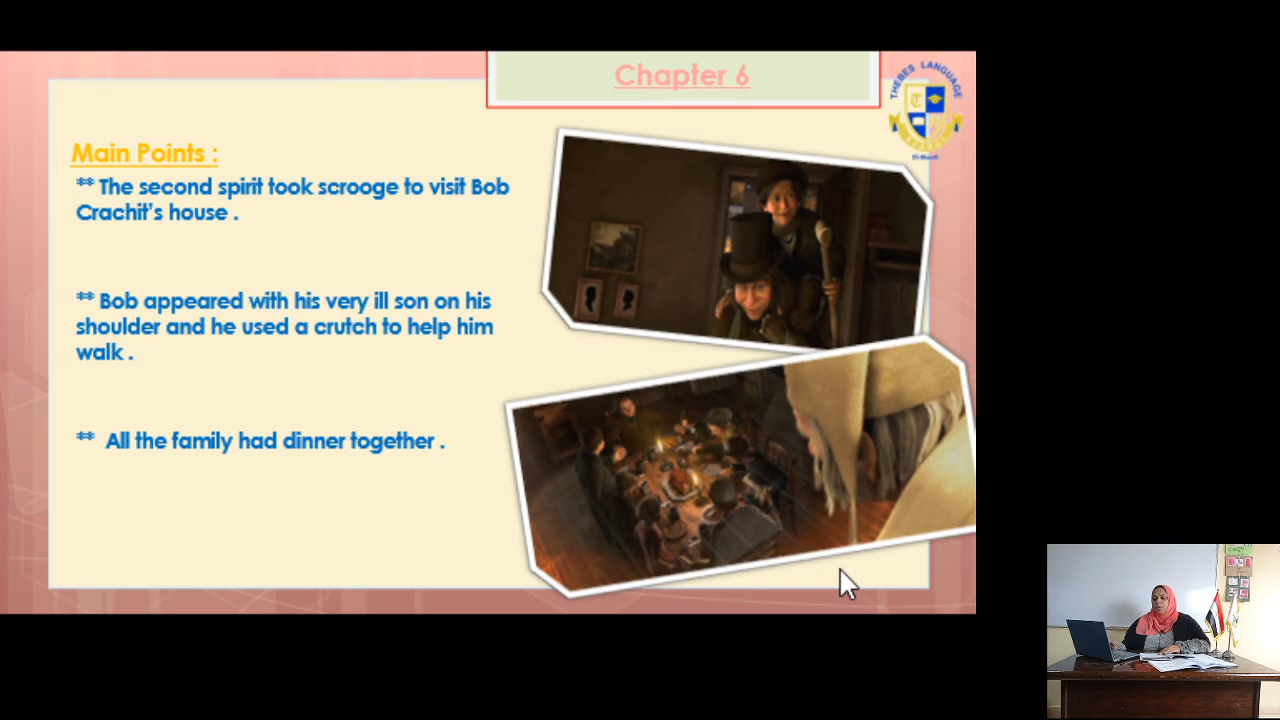 Chapter 6
THEBES LANGUAGE
El-Maadi
Main Points :
** The second spirit took scrooge to visit Bob
Crachit's house .
** Bob appeared with his very ill son on his
shoulder and he used a crutch to help him
walk .
** All the family had dinner together .